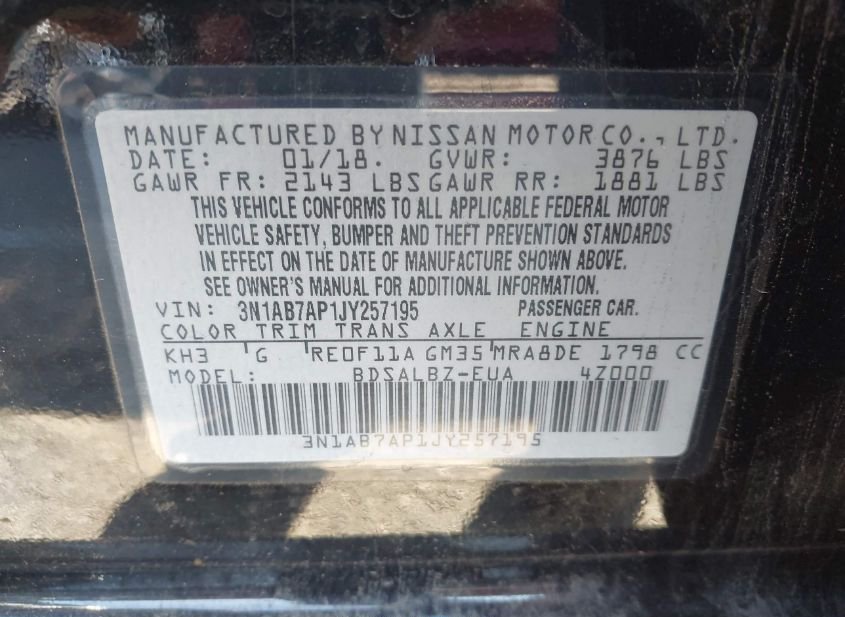 MANUFACTURED BY NISSAN MOTOR CO., LTD.
DATE: 01/18. GVWR: 3876 LBS
GAWR FR: 2143 LBS GAWR RR: 1881 LBS
THIS VEHICLE CONFORMS TO ALL APPLICABLE FEDERAL MOTOR
VEHICLE SAFETY, BUMPER AND THEFT PREVENTION STANDARDS
IN EFFECT ON THE DATE OF MANUFACTURE SHOWN ABOVE.
SEE OWNER'S MANUAL FOR ADDITIONAL INFORMATION.
VIN: 3N1AB7AP1JY257195 PASSENGER CAR.
COLOR TRIM TRANS AXLE ENGINE
KH3 G RE0F11A GM35 MRA8DE 1798 CC
MODEL: BDSALBZ-EUA 4Z000
3N1AB7AP1JY257195